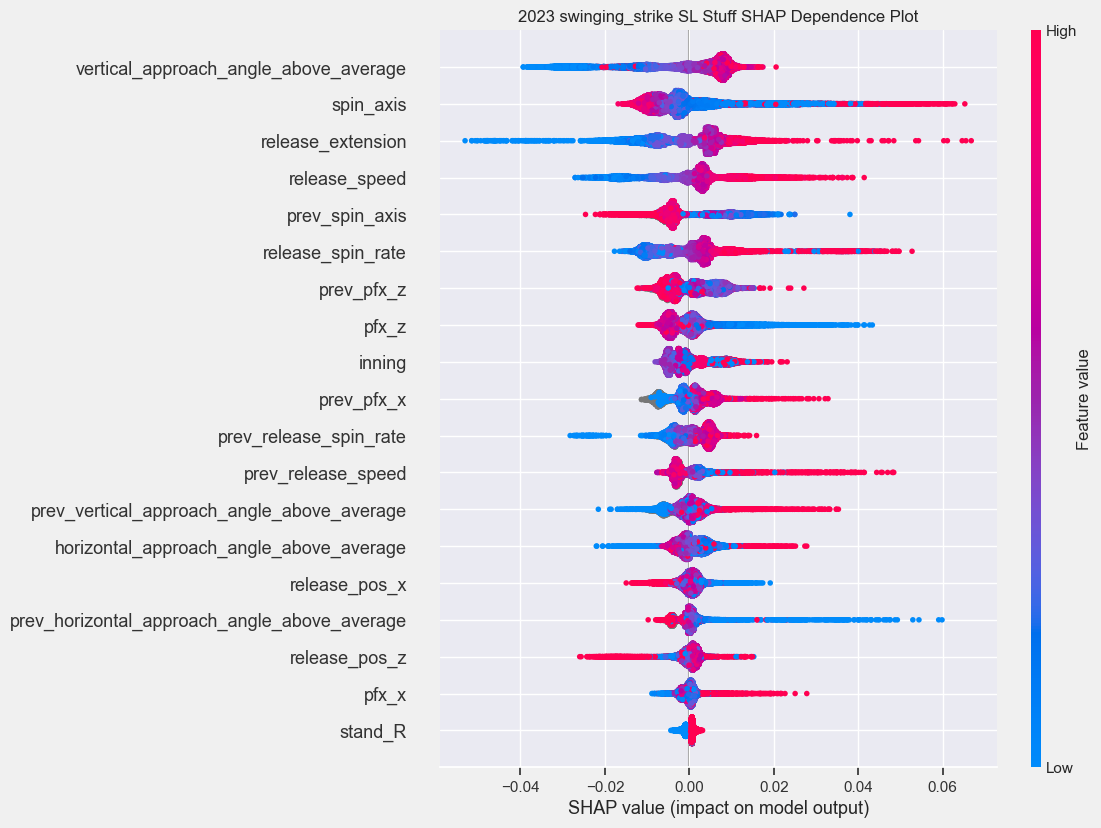 2023 swinging_strike SL Stuff SHAP Dependence Plot
High
vertical_approach_angle_above_average
spin_axis
release_extension
release_speed
prev_spin_axis
release_spin_rate
prev_pfx_z
pfx_z
inning
prev_pfx_x
prev_release_spin_rate
prev_release_speed
prev_vertical_approach_angle_above_average
horizontal_approach_angle_above_average
release_pos_x
prev_horizontal_approach_angle_above_average
release_pos_z
pfx_x
stand_R
Feature value
Low
−0.04 −0.02 0.00 0.02 0.04 0.06
SHAP value (impact on model output)